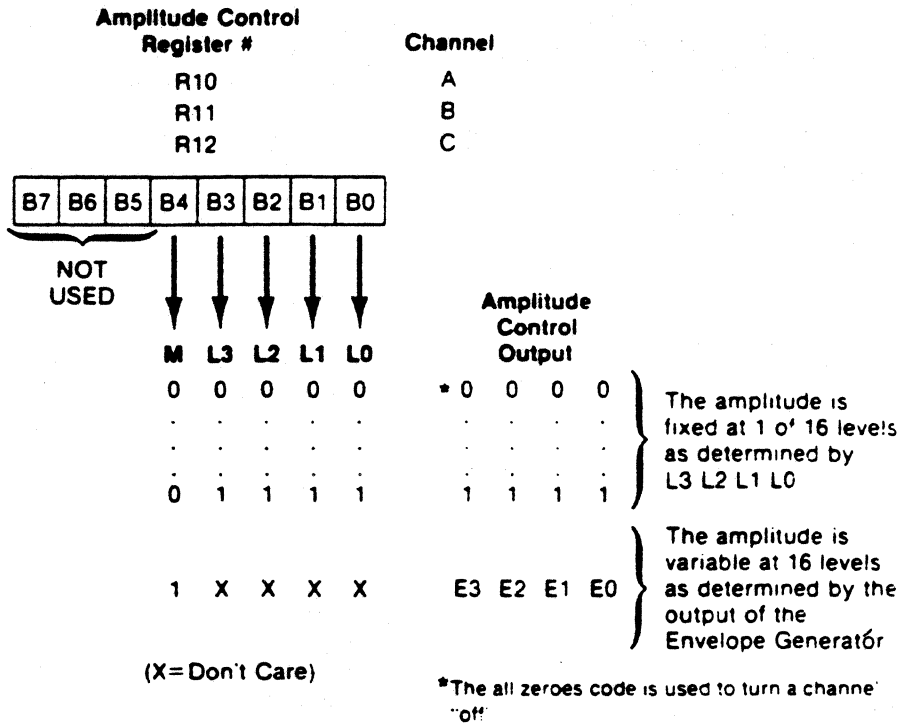 Amplitude Control
Register #
Channel
R10 A
R11 B
R12 C
B7 B6 B5 B4 B3 B2 B1 B0
NOT
USED
Amplitude
Control
Output
M L3 L2 L1 L0
0 0 0 0 0 * 0 0 0 0
. . . . . . . . .
. . . . . . . . .
0 1 1 1 1 1 1 1 1
The amplitude is
fixed at 1 of 16 levels
as determined by
L3 L2 L1 L0
1 X X X X E3 E2 E1 E0
The amplitude is
variable at 16 levels
as determined by the
output of the
Envelope Generator
(X=Don't Care)
*The all zeroes code is used to turn a channe
"off"